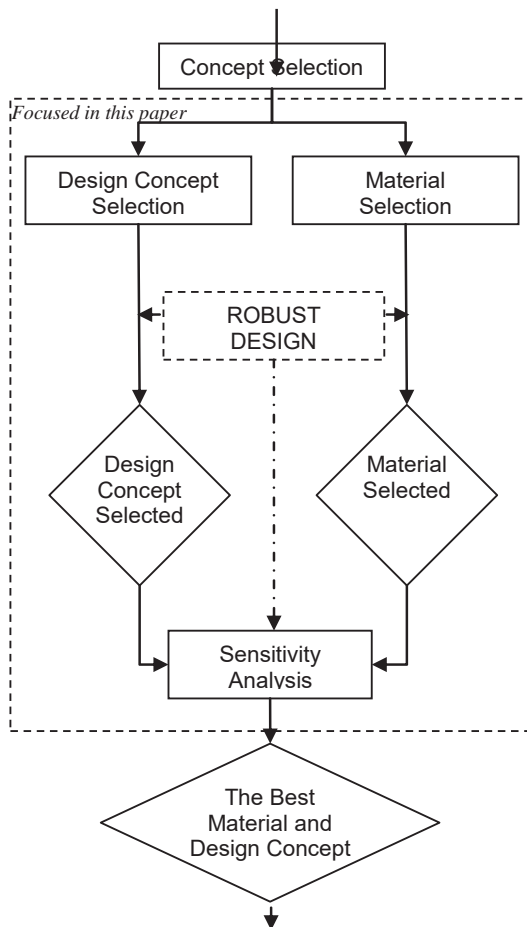 Concept Selection
Focused in this paper
Design Concept
Selection
Material
Selection
ROBUST
DESIGN
Design
Concept
Selected
Material
Selected
Sensitivity
Analysis
The Best
Material and
Design Concept